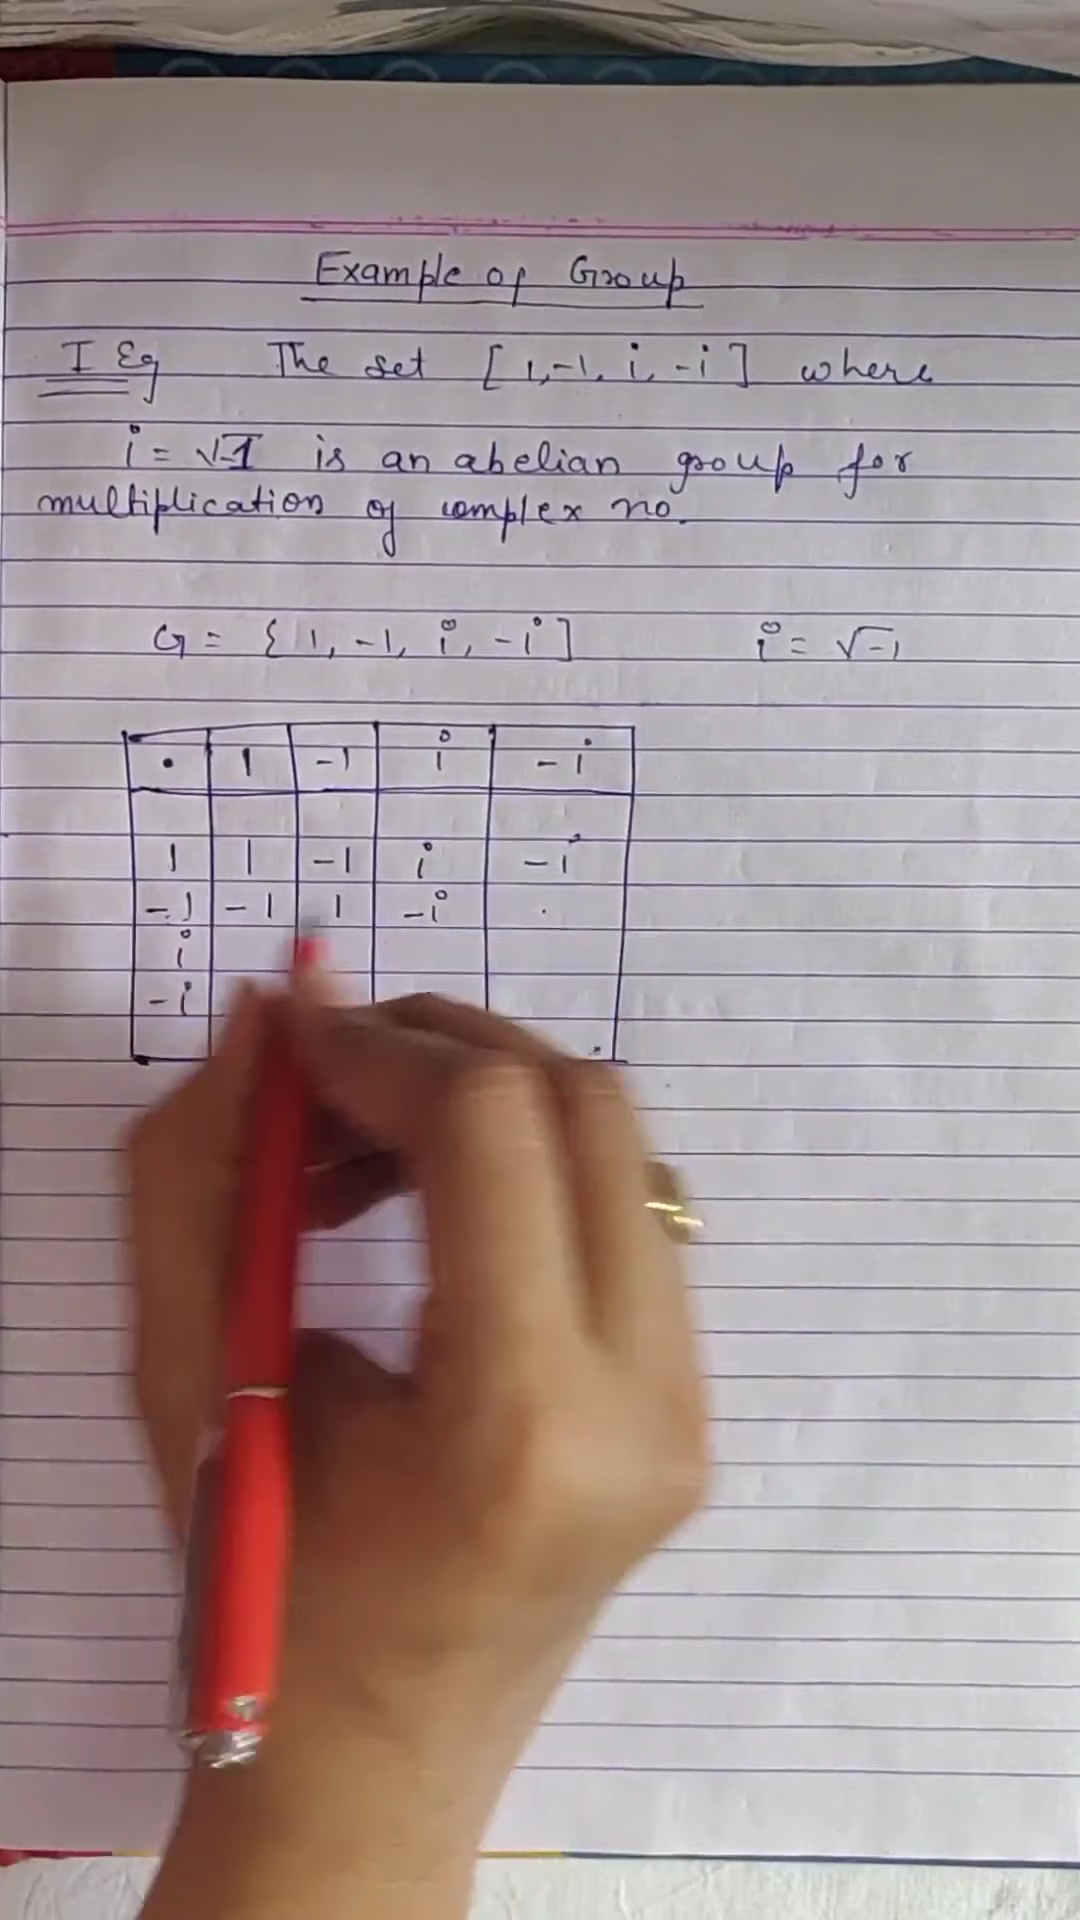 Example of Group
I Eg The set [1,-1, i, -i] where
i = √-1 is an abelian group for
multiplication of complex no.
G = {1, -1, i, -i] i = √-1
• 1 -1 i -i
1 1 -1 i -i
-1 -1 1 -i .
i
-i